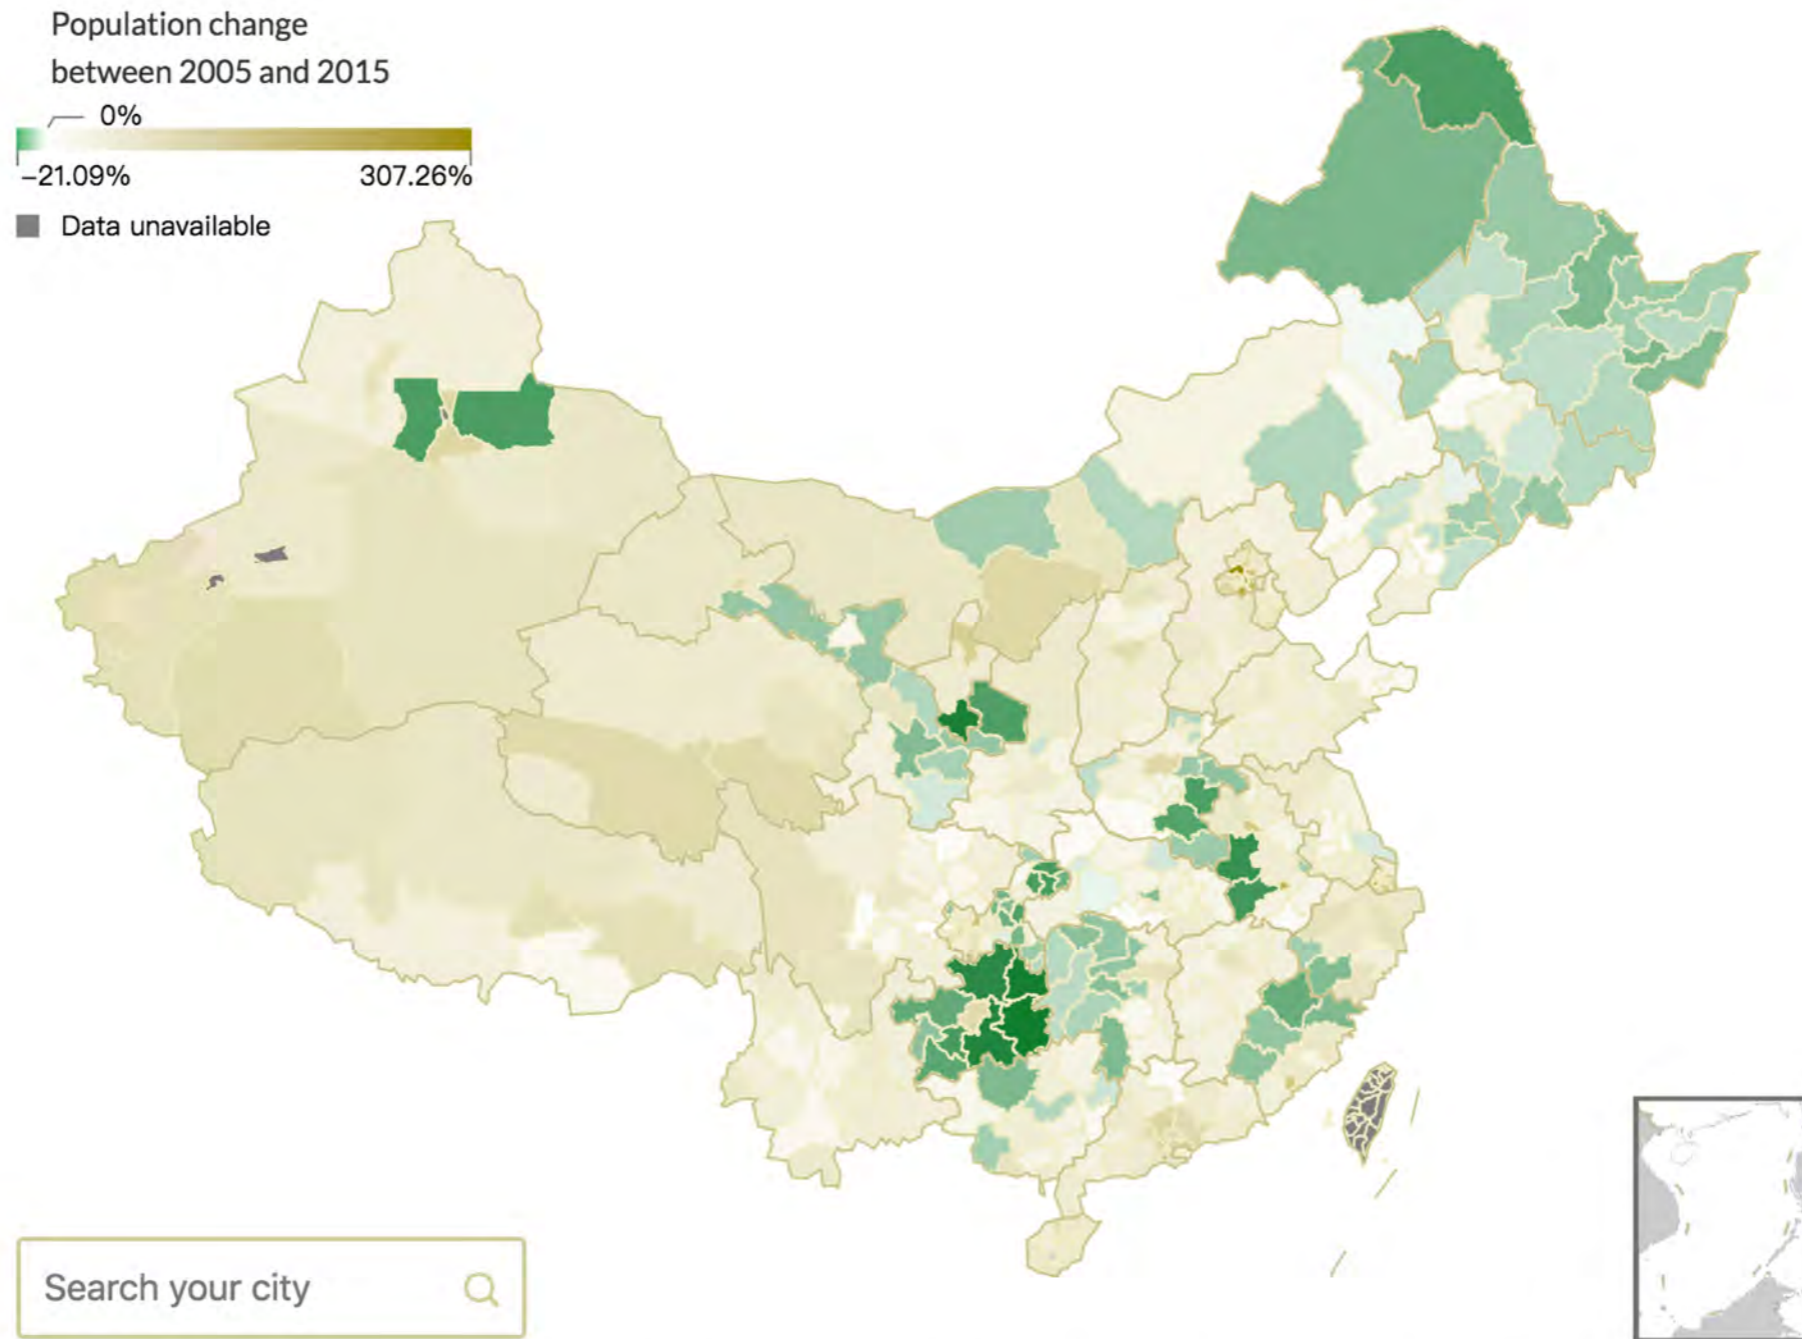 Population change
between 2005 and 2015
0%
−21.09% 307.26%
Data unavailable
Search your city